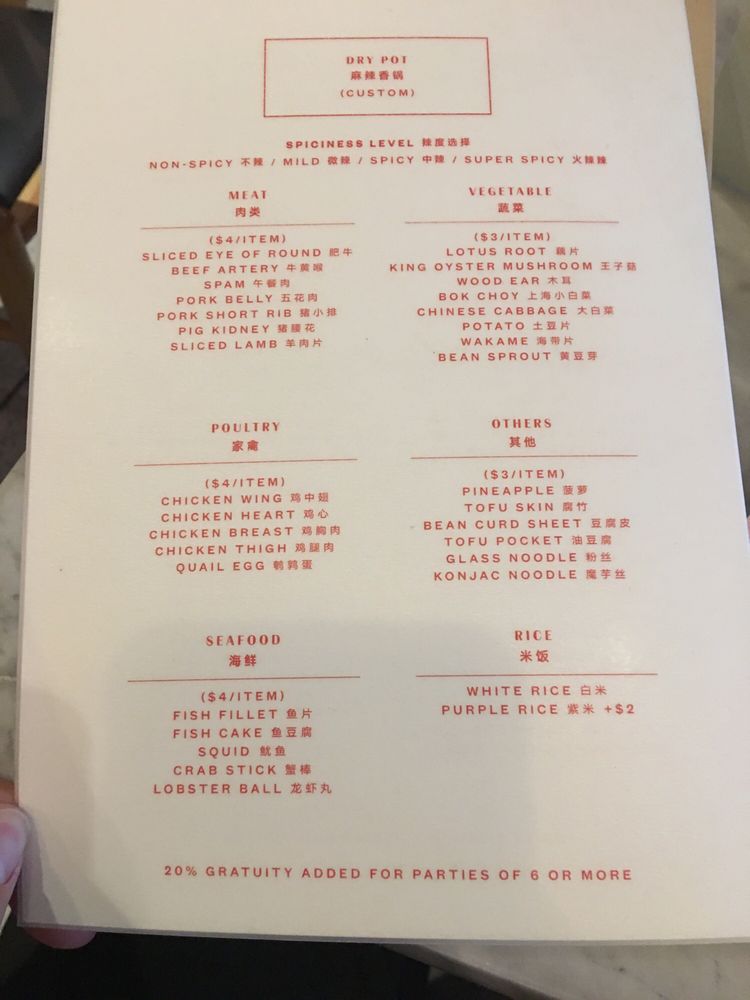 DRY POT
麻辣香锅
(CUSTOM)
SPICINESS LEVEL 辣度选择
NON-SPICY 不辣 / MILD 微辣 / SPICY 中辣 / SUPER SPICY 火辣辣
MEAT
肉类
($4/ITEM)
SLICED EYE OF ROUND 肥牛
BEEF ARTERY 牛黄喉
SPAM 午餐肉
PORK BELLY 五花肉
PORK SHORT RIB 猪小排
PIG KIDNEY 猪腰花
SLICED LAMB 羊肉片
VEGETABLE
蔬菜
($3/ITEM)
LOTUS ROOT 藕片
KING OYSTER MUSHROOM 王子菇
WOOD EAR 木耳
BOK CHOY 上海小白菜
CHINESE CABBAGE 大白菜
POTATO 土豆片
WAKAME 海带片
BEAN SPROUT 黄豆芽
POULTRY
家禽
($4/ITEM)
CHICKEN WING 鸡中翅
CHICKEN HEART 鸡心
CHICKEN BREAST 鸡胸肉
CHICKEN THIGH 鸡腿肉
QUAIL EGG 鹌鹑蛋
OTHERS
其他
($3/ITEM)
PINEAPPLE 菠萝
TOFU SKIN 腐竹
BEAN CURD SHEET 豆腐皮
TOFU POCKET 油豆腐
GLASS NOODLE 粉丝
KONJAC NOODLE 魔芋丝
SEAFOOD
海鲜
($4/ITEM)
FISH FILLET 鱼片
FISH CAKE 鱼豆腐
SQUID 鱿鱼
CRAB STICK 蟹棒
LOBSTER BALL 龙虾丸
RICE
米饭
WHITE RICE 白米
PURPLE RICE 紫米 +$2
20% GRATUITY ADDED FOR PARTIES OF 6 OR MORE